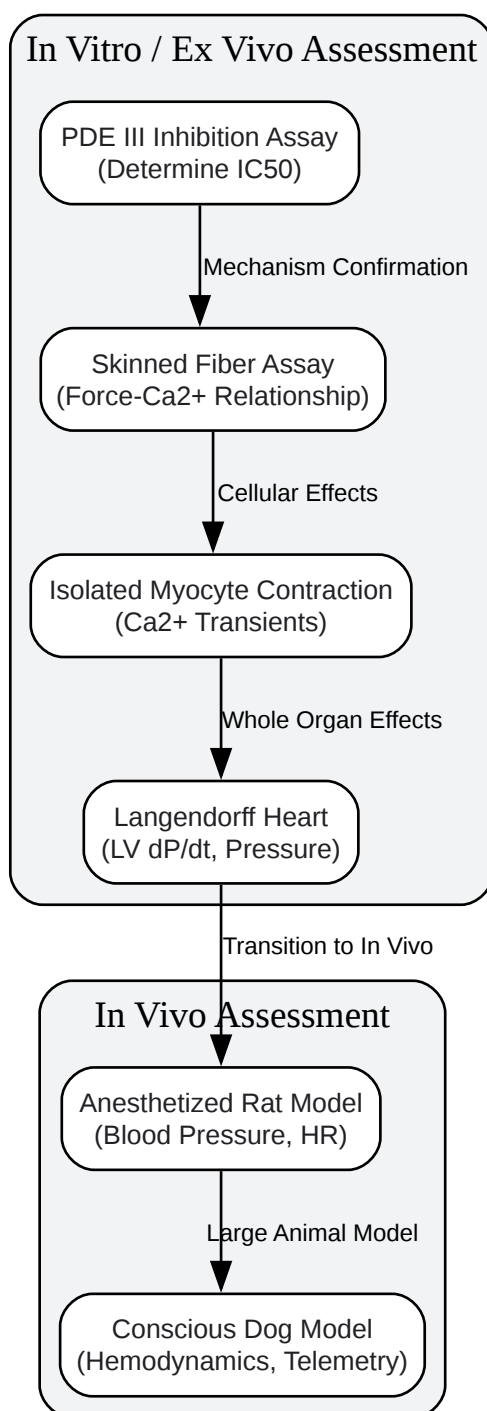 In Vitro / Ex Vivo Assessment
PDE III Inhibition Assay
(Determine IC50)
Mechanism Confirmation
Skinned Fiber Assay
(Force-Ca2+ Relationship)
Cellular Effects
Isolated Myocyte Contraction
(Ca2+ Transients)
Whole Organ Effects
Langendorff Heart
(LV dP/dt, Pressure)
Transition to In Vivo
In Vivo Assessment
Anesthetized Rat Model
(Blood Pressure, HR)
Large Animal Model
Conscious Dog Model
(Hemodynamics, Telemetry)